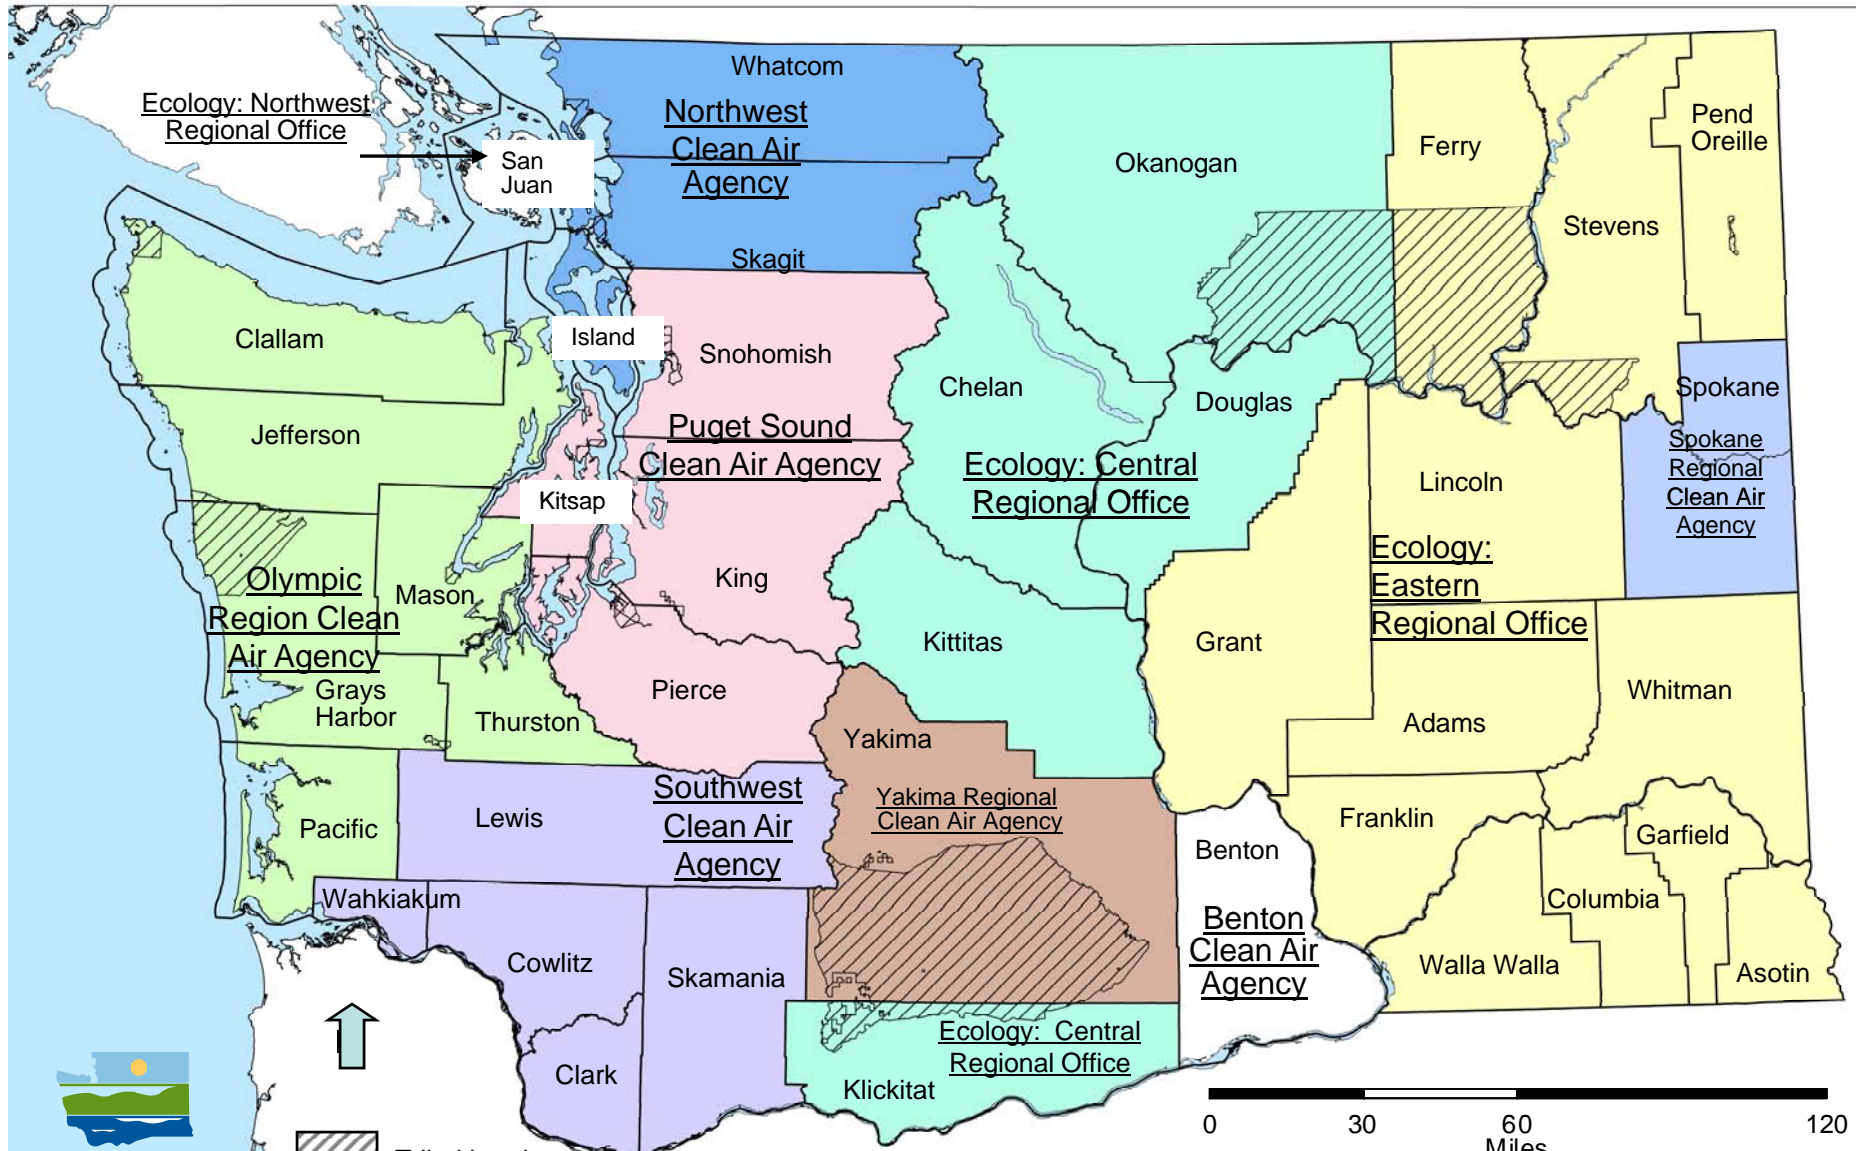 Whatcom
Ecology: Northwest
Regional Office
Northwest
Clean Air
Agency
San
Juan
Skagit
Okanogan
Ferry
Pend
Oreille
Stevens
Clallam
Island
Snohomish
Chelan
Douglas
Spokane
Jefferson
Puget Sound
Clean Air Agency
Ecology: Central
Regional Office
Lincoln
Spokane
Regional
Clean Air
Agency
Kitsap
Olympic
Region Clean
Air Agency
Mason
King
Ecology:
Eastern
Regional Office
Kittitas
Grant
Grays
Harbor
Thurston
Pierce
Yakima
Adams
Whitman
Pacific
Lewis
Southwest
Clean Air
Agency
Yakima Regional
Clean Air Agency
Benton
Franklin
Garfield
Wahkiakum
Columbia
Cowlitz
Skamania
Benton
Clean Air
Agency
Walla Walla
Asotin
Ecology: Central
Regional Office
Clark
Klickitat
0 30 60 120
Miles